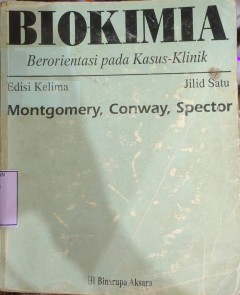 BIOKIMIA
Berorientasi pada Kasus-Klinik
Edisi Kelima Jilid Satu
Montgomery, Conway, Spector
Binarupa Aksara